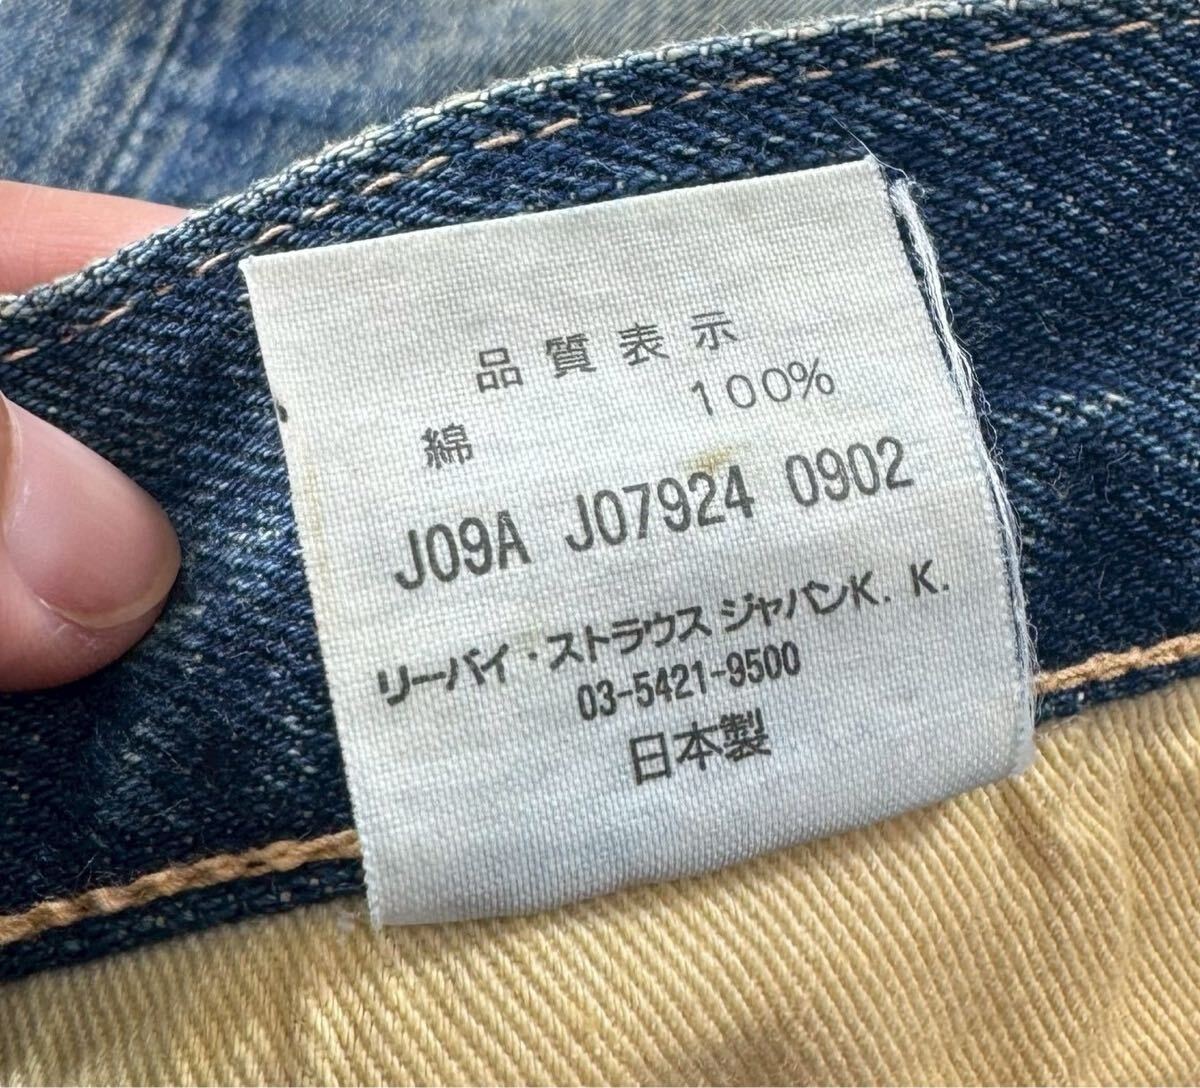 品質表示
綿 100%
J09A J07924 0902
リーバイ・ストラウス ジャパンK. K.
03-5421-9500
日本製